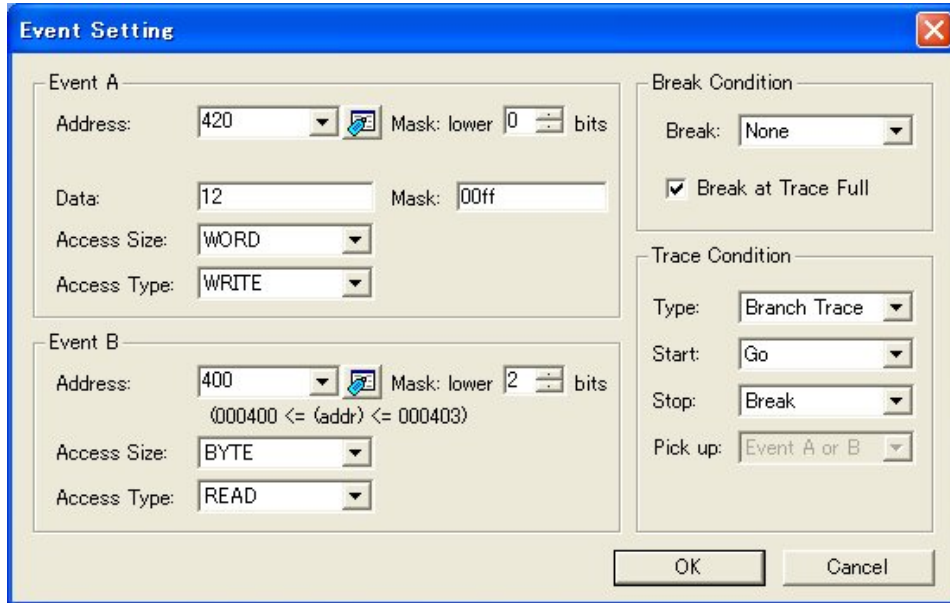 Event Setting
Event A
Address: 420 Mask: lower 0 bits
Data: 12 Mask: 00ff
Access Size: WORD
Access Type: WRITE
Event B
Address: 400 Mask: lower 2 bits
(000400 <= (addr) <= 000403)
Access Size: BYTE
Access Type: READ
Break Condition
Break: None
Break at Trace Full
Trace Condition
Type: Branch Trace
Start: Go
Stop: Break
Pick up: Event A or B
OK Cancel